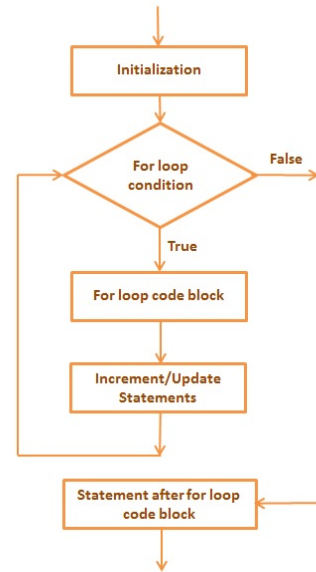 Initialization
For loop
condition
False
True
For loop code block
Increment/Update
Statements
Statement after for loop
code block